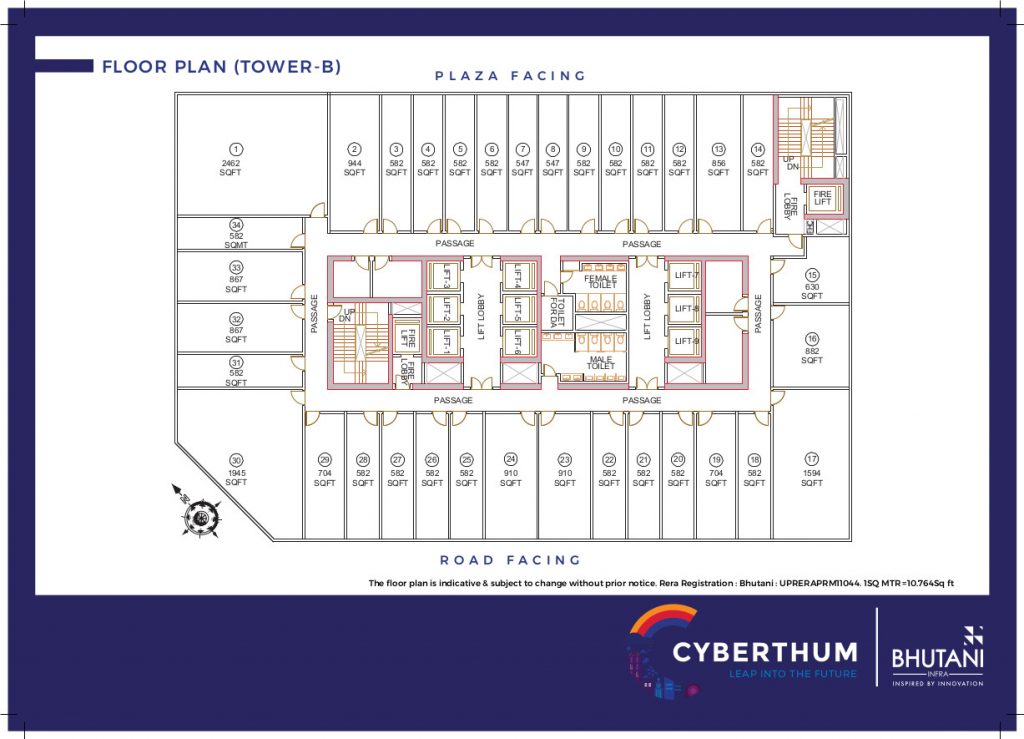 FLOOR PLAN (TOWER-B)
PLAZA FACING
1
2462
SQFT
2
944
SQFT
3
582
SQFT
4
582
SQFT
5
582
SQFT
6
582
SQFT
7
547
SQFT
8
547
SQFT
9
582
SQFT
10
582
SQFT
11
582
SQFT
12
582
SQFT
13
856
SQFT
14
582
SQFT
UP
DN
FIRE
LIFT
FIRE
LOBBY
34
582
SQMT
PASSAGE
PASSAGE
33
867
SQFT
32
867
SQFT
31
582
SQFT
PASSAGE
UP
DN
FIRE
LIFT
FIRE
LOBBY
LIFT-3
LIFT-2
LIFT-1
LIFT LOBBY
LIFT-4
LIFT-5
LIFT-6
FEMALE
TOILET
TOILET
FOR DA
MALE
TOILET
LIFT LOBBY
LIFT-7
LIFT-8
LIFT-9
PASSAGE
15
630
SQFT
16
882
SQFT
PASSAGE
PASSAGE
30
1945
SQFT
29
704
SQFT
28
582
SQFT
27
582
SQFT
26
582
SQFT
25
582
SQFT
24
910
SQFT
23
910
SQFT
22
582
SQFT
21
582
SQFT
20
582
SQFT
19
704
SQFT
18
582
SQFT
17
1594
SQFT
N
ROAD FACING
The floor plan is indicative & subject to change without prior notice. Rera Registration : Bhutani : UPRERAPRM11044. 1SQ MTR=10.764Sq ft
CYBERTHUM
LEAP INTO THE FUTURE
BHUTANI
INFRA
INSPIRED BY INNOVATION